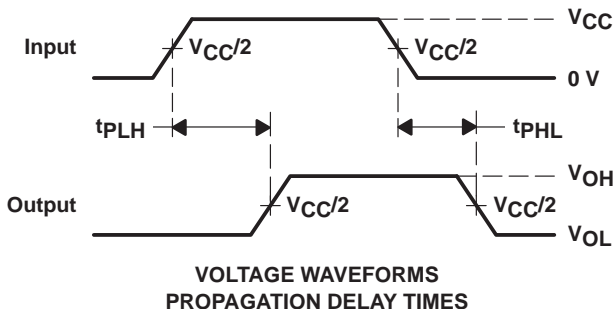 VCC
Input
VCC/2
VCC/2
0 V
tPLH
tPHL
VOH
Output
VCC/2
VCC/2
VOL
VOLTAGE WAVEFORMS
PROPAGATION DELAY TIMES